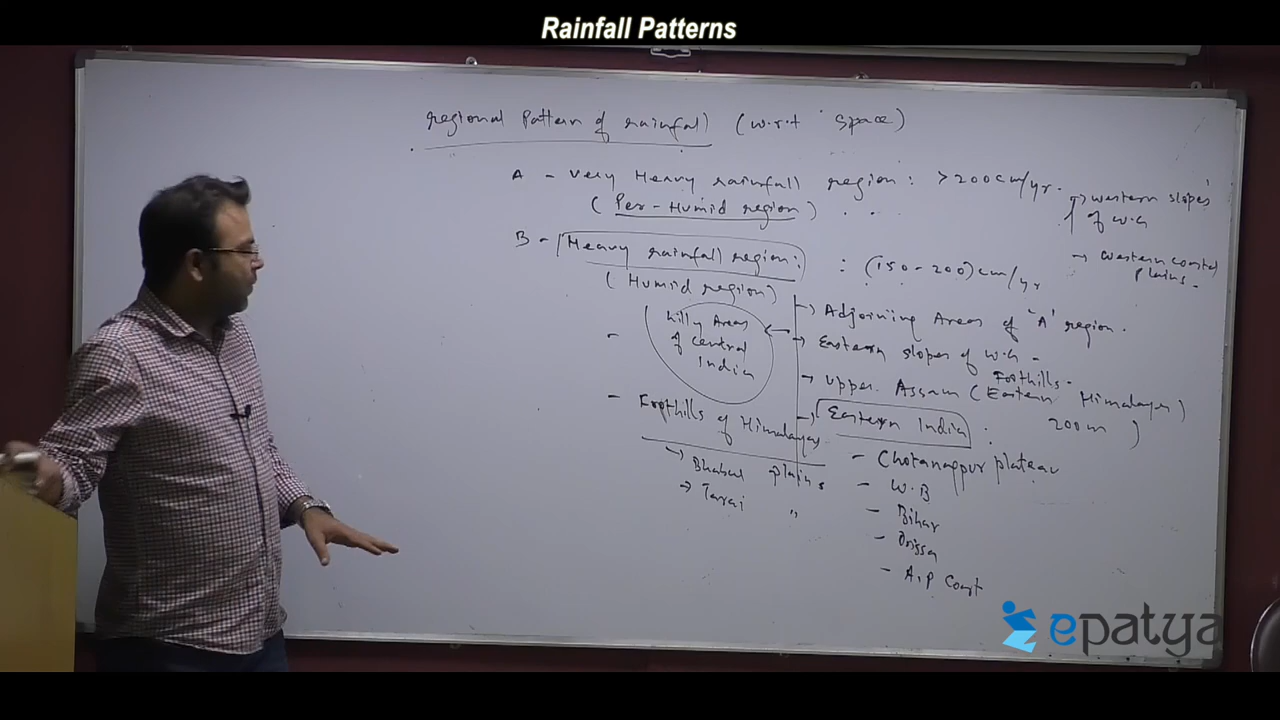 Rainfall Patterns
regional Pattern of rainfall (w.r.t space)
A - Very Heavy rainfall region : >200cm/yr.
(Per-Humid region)
→ western slopes
of W.G
→ western coastal
plains.
B - Heavy rainfall region: : (150-200)cm/yr
(Humid region)
→ Adjoining Areas of 'A' region.
→ Eastern slopes of W.G -
Foothills.
→ Upper Assam (Eastern Himalayas)
200m
→ Eastern India :
- Chotanagpur plateau
- W.B
- Bihar
- Orissa
- A.P Coast
- hilly Areas
of central
India
- Foothills of Himalayas
→ Bhabar plains
→ Tarai "
epatya